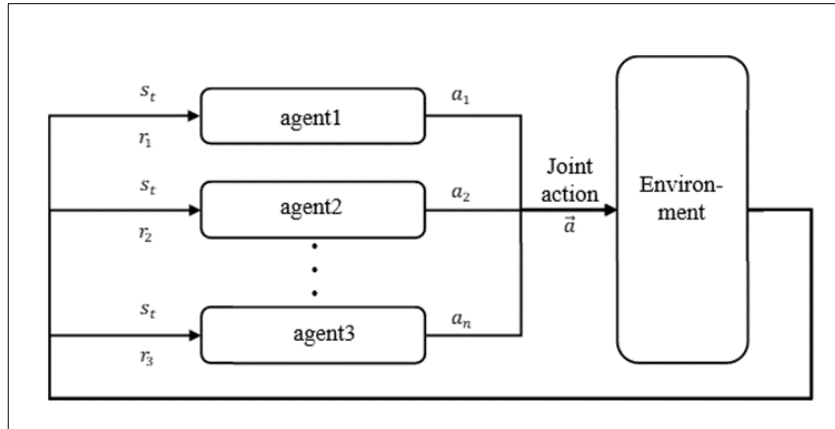 s_t
agent1
a_1
r_1
s_t
agent2
a_2
r_2
Joint
action
a⃗
Environ-
ment
s_t
agent3
a_n
r_3